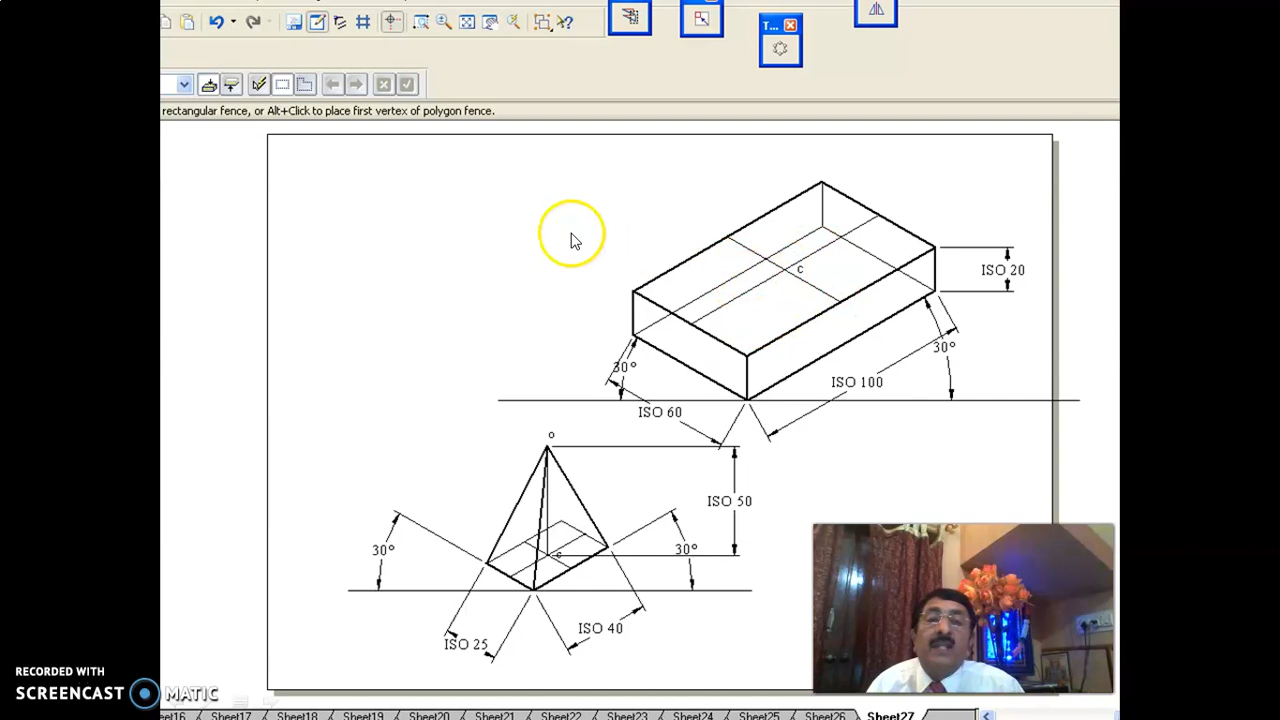 T...
rectangular fence, or Alt+Click to place first vertex of polygon fence.
c
ISO 20
30°
30°
ISO 100
ISO 60
o
ISO 50
30°
30°
c
ISO 40
ISO 25
RECORDED WITH
SCREENCAST MATIC
Sheet16 Sheet17 Sheet18 Sheet19 Sheet20 Sheet21 Sheet22 Sheet23 Sheet24 Sheet25 Sheet26 Sheet27